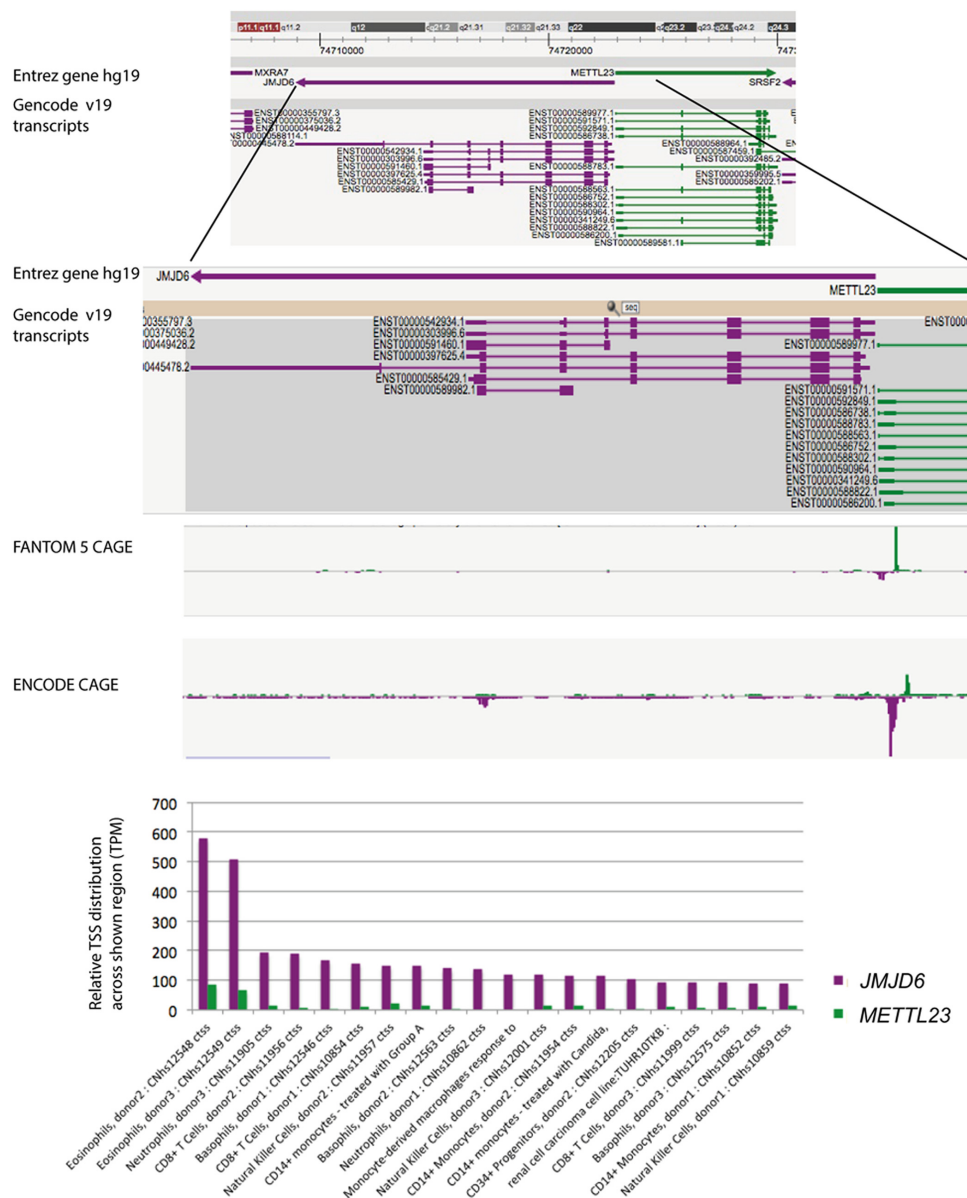 p11.1 q11.1 q11.2 q12 q21.2 q21.31 q21.32 q21.33 q22 q23.2 q24.2 q24.3
74710000 74720000
Entrez gene hg19
MXRA7 METTL23
JMJD6 SRSF2
Gencode v19
transcripts
ENST00000355797.3 ENST00000589977.1
ENST00000375036.2 ENST00000591571.1
ENST00000449428.2 ENST00000592849.1
NST00000588114.1 ENST00000586738.1
00000445478.2 ENST00000588964.1
ENST00000542934.1 ENST00000587459.1
ENST00000303996.6 ENST00000392485.2
ENST00000591460.1 ENST00000588783.1
ENST00000397625.4 ENST00000359995.5
ENST00000585429.1 ENST00000585202.1
ENST00000589982.1 ENST00000588563.1
ENST00000586752.1
ENST00000588302.1
ENST00000590964.1
ENST00000341249.6
ENST00000588822.1
ENST00000586200.1
ENST00000589581.1
Entrez gene hg19
JMJD6
METTL23
Gencode v19
transcripts
seq
00355797.3 ENST00000542934.1 ENST000
000375036.2 ENST00000303996.6
000449428.2 ENST00000591460.1 ENST00000589977.1
ENST00000397625.4
00445478.2
ENST00000585429.1
ENST00000589982.1 ENST00000591571.1
ENST00000592849.1
ENST00000586738.1
ENST00000588783.1
ENST00000588563.1
ENST00000586752.1
ENST00000588302.1
ENST00000590964.1
ENST00000341249.6
ENST00000588822.1
ENST00000586200.1
FANTOM 5 CAGE
ENCODE CAGE
Relative TSS distribution
across shown region (TPM)
700
600
500
400
300
200
100
0
JMJD6
METTL23
Eosinophils, donor2 : CNhs12548 ctss
Eosinophils, donor3 : CNhs12549 ctss
Neutrophils, donor3 : CNhs11905 ctss
CD8+ T Cells, donor2 : CNhs11956 ctss
Basophils, donor1 : CNhs12546 ctss
CD8+ T Cells, donor1 : CNhs10854 ctss
Natural Killer Cells, donor2 : CNhs11957 ctss
CD14+ monocytes - treated with Group A
Basophils, donor2 : CNhs12563 ctss
Neutrophils, donor1 : CNhs10862 ctss
Monocyte-derived macrophages response to
Natural Killer Cells, donor3 : CNhs12001 ctss
CD14+ Monocytes, donor2 : CNhs11954 ctss
CD14+ monocytes - treated with Candida,
CD34+ Progenitors, donor2 : CNhs12205 ctss
renal cell carcinoma cell line:TUHR10TKB :
CD8+ T Cells, donor3 : CNhs11999 ctss
Basophils, donor3 : CNhs12575 ctss
CD14+ Monocytes, donor1 : CNhs10852 ctss
Natural Killer Cells, donor1 : CNhs10859 ctss